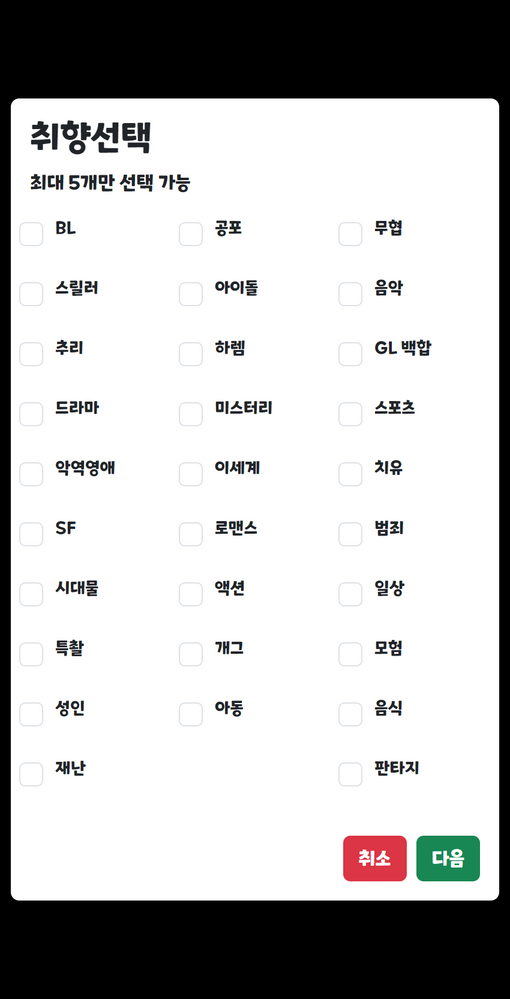 취향선택
최대 5개만 선택 가능
BL 공포 무협
스릴러 아이돌 음악
추리 하렘 GL 백합
드라마 미스터리 스포츠
악역영애 이세계 치유
SF 로맨스 범죄
시대물 액션 일상
특촬 개그 모험
성인 아동 음식
재난 판타지
취소 다음